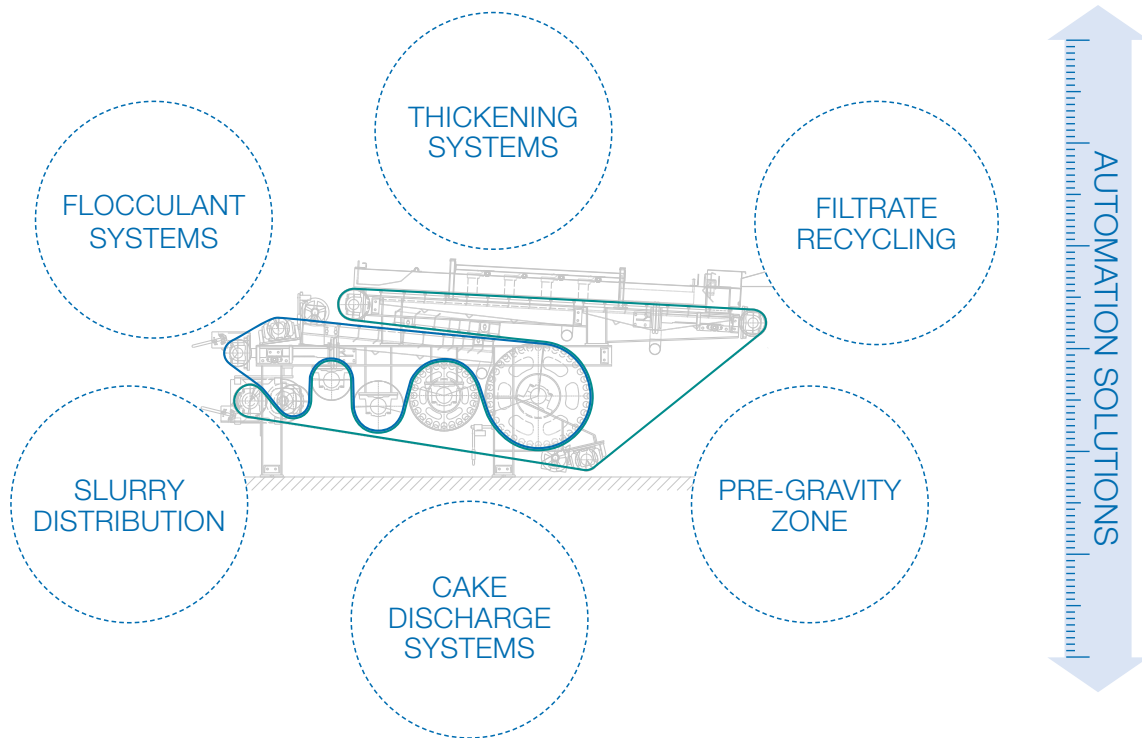 THICKENING
SYSTEMS
FLOCCULANT
SYSTEMS
FILTRATE
RECYCLING
SLURRY
DISTRIBUTION
PRE-GRAVITY
ZONE
CAKE
DISCHARGE
SYSTEMS
AUTOMATION SOLUTIONS